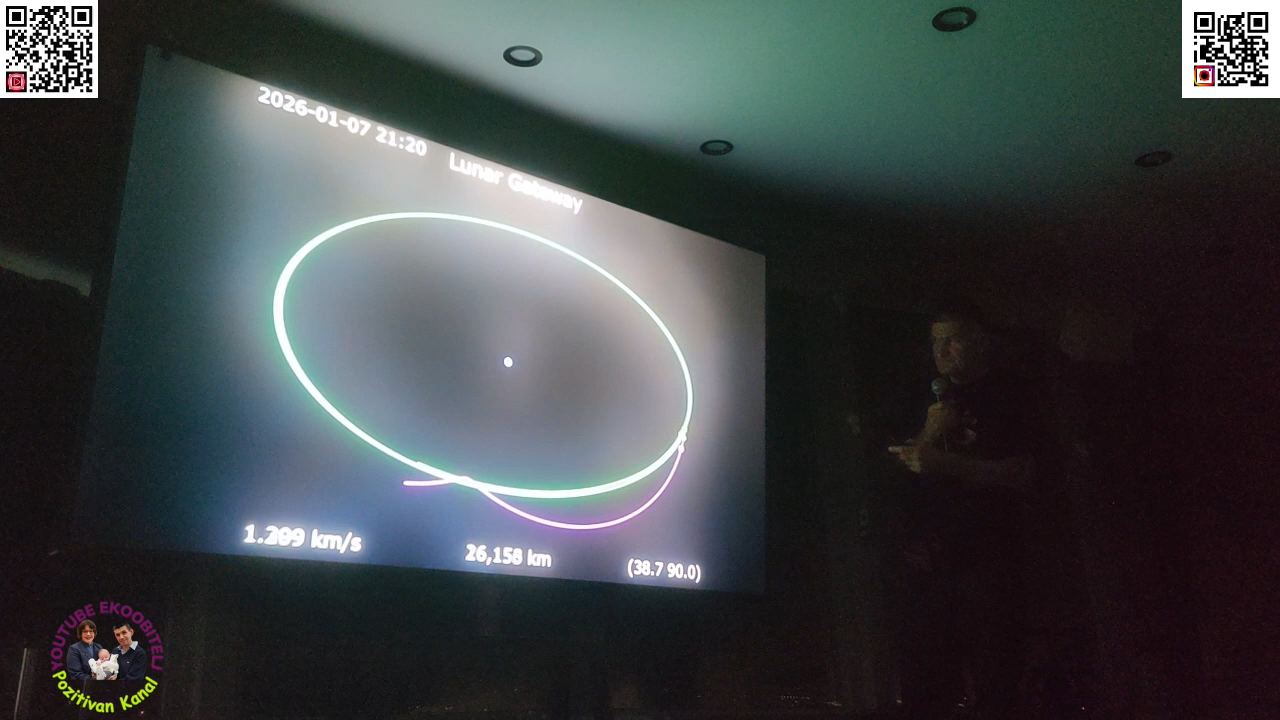 2026-01-07 21:20 Lunar Gateway
1.209 km/s
26,158 km
(38.7 90.0)
YOUTUBE EKOOBITELJ
Pozitivan Kanal